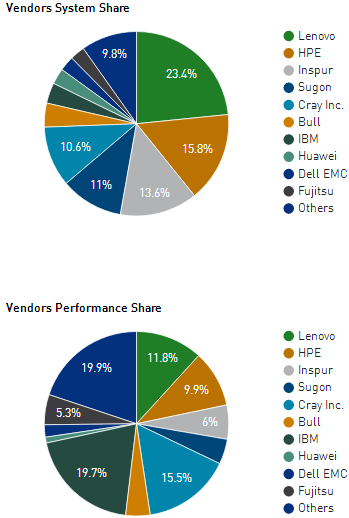 Vendors System Share
9.8%
23.4%
15.8%
13.6%
11%
10.6%
Lenovo
HPE
Inspur
Sugon
Cray Inc.
Bull
IBM
Huawei
Dell EMC
Fujitsu
Others
Vendors Performance Share
19.9%
11.8%
9.9%
6%
15.5%
19.7%
5.3%
Lenovo
HPE
Inspur
Sugon
Cray Inc.
Bull
IBM
Huawei
Dell EMC
Fujitsu
Others